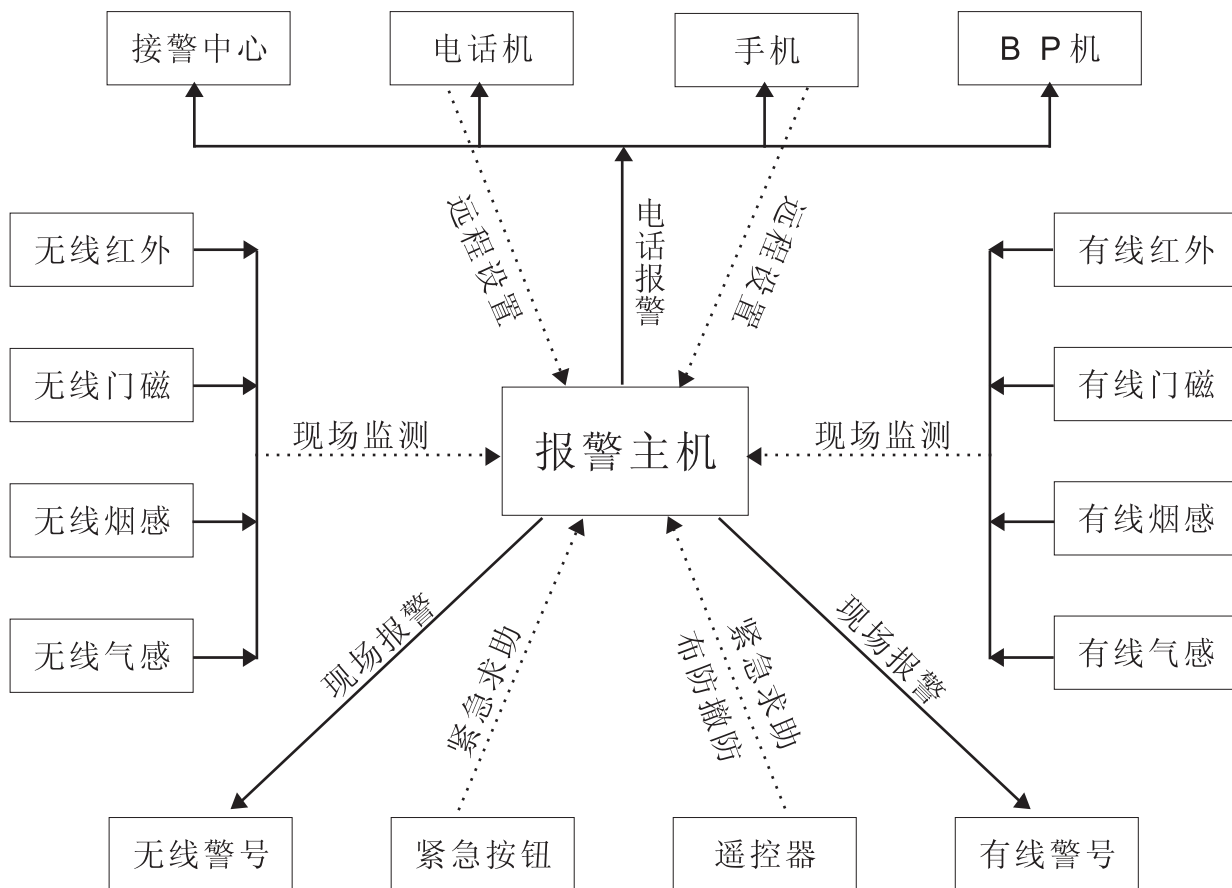 接警中心
电话机
手机
BP机
远程设置
电话报警
远程设置
无线红外
有线红外
无线门磁
有线门磁
现场监测
报警主机
现场监测
无线烟感
有线烟感
无线气感
有线气感
现场报警
紧急求助
紧急求助
布防撤防
现场报警
无线警号
紧急按钮
遥控器
有线警号